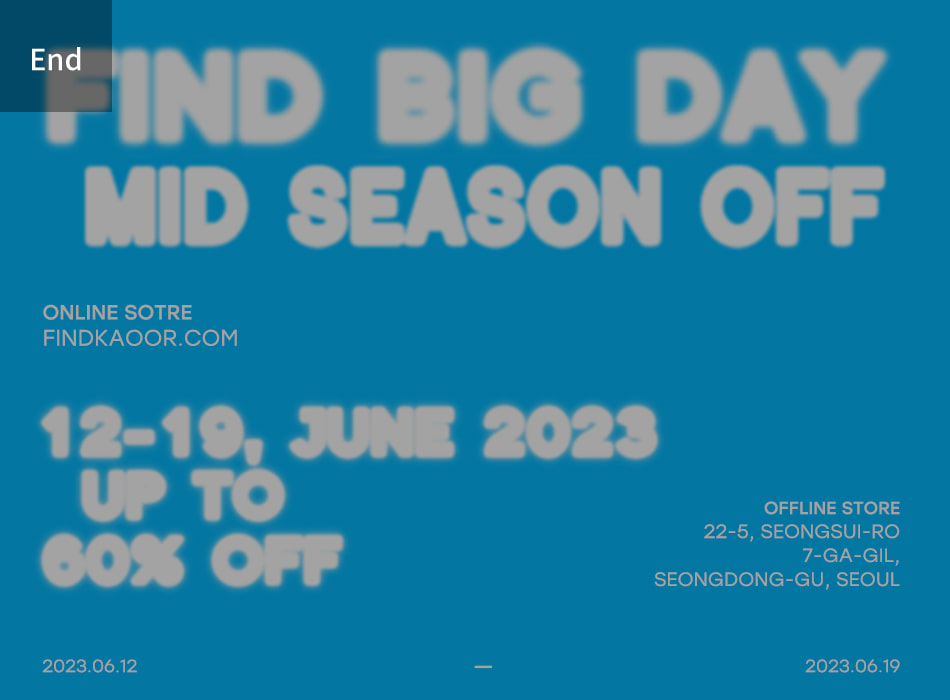 End
FIND BIG DAY
MID SEASON OFF
ONLINE SOTRE
FINDKAOOR.COM
12-19, JUNE 2023
UP TO
60% OFF
OFFLINE STORE
22-5, SEONGSUI-RO
7-GA-GIL,
SEONGDONG-GU, SEOUL
2023.06.12 — 2023.06.19